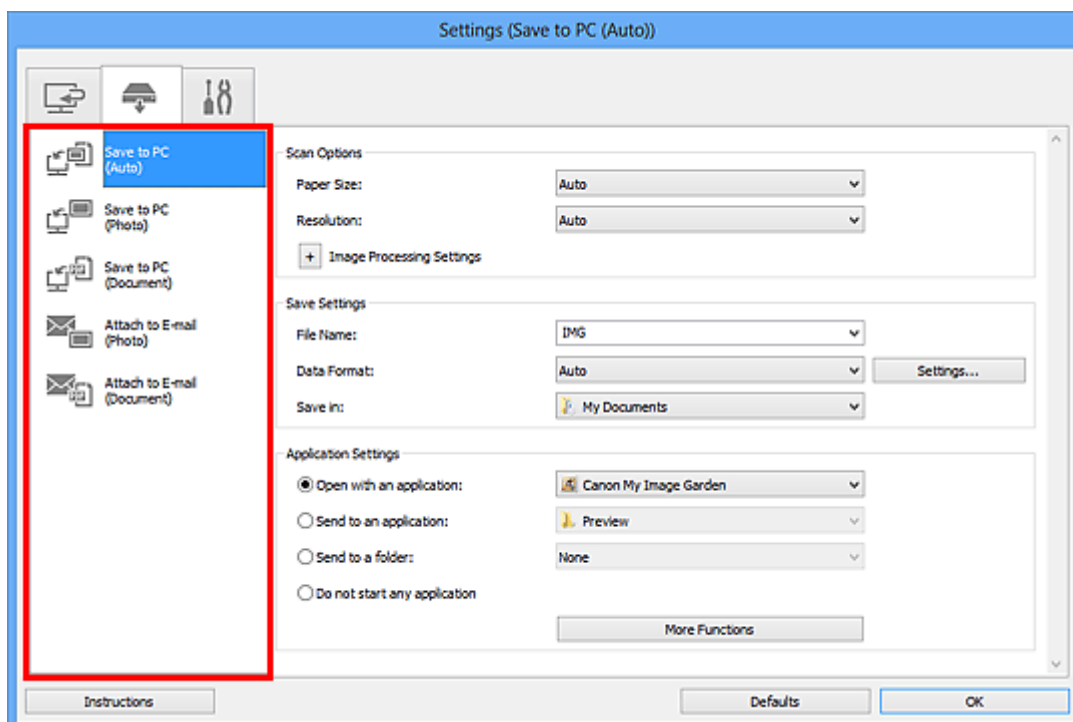 Settings (Save to PC (Auto))
Save to PC
(Auto)
Save to PC
(Photo)
Save to PC
(Document)
Attach to E-mail
(Photo)
Attach to E-mail
(Document)
Scan Options
Paper Size: Auto
Resolution: Auto
+ Image Processing Settings
Save Settings
File Name: IMG
Data Format: Auto Settings...
Save in: My Documents
Application Settings
Open with an application: Canon My Image Garden
Send to an application: Preview
Send to a folder: None
Do not start any application
More Functions
Instructions Defaults OK